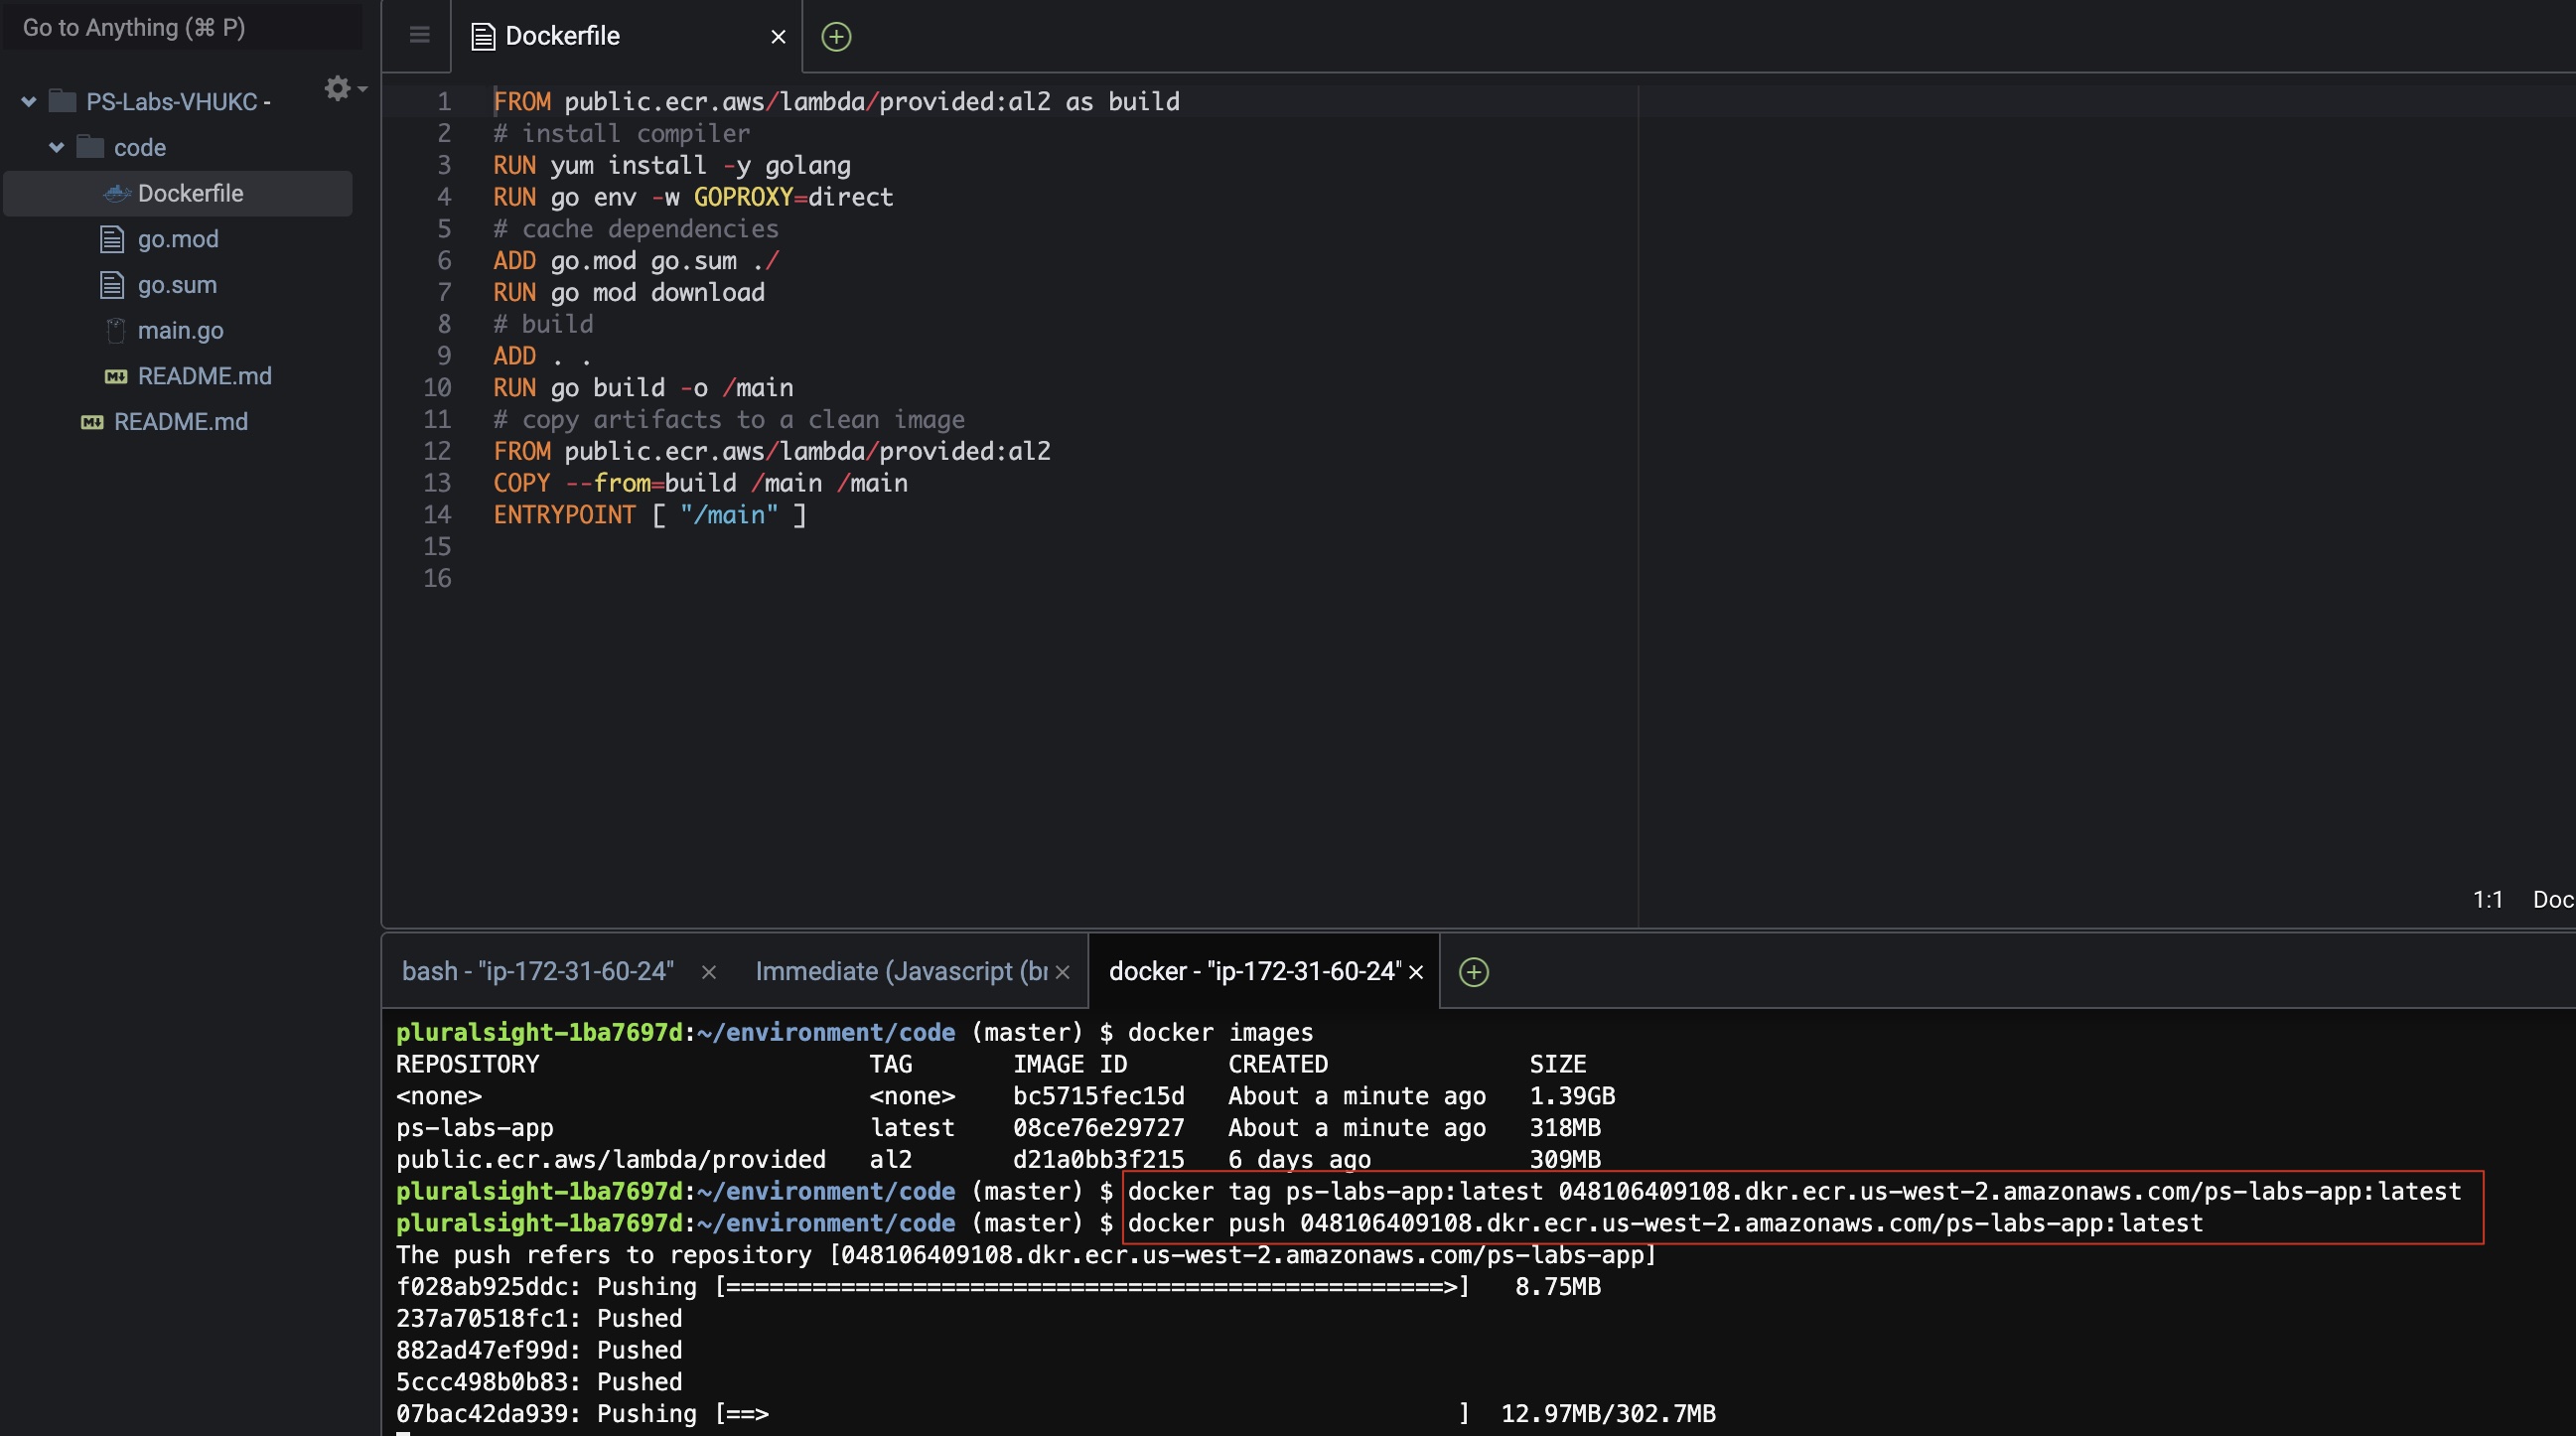 Go to Anything (⌘ P)
PS-Labs-VHUKC -
code
Dockerfile
go.mod
go.sum
main.go
README.md
README.md
Dockerfile
1 FROM public.ecr.aws/lambda/provided:al2 as build
2 # install compiler
3 RUN yum install -y golang
4 RUN go env -w GOPROXY=direct
5 # cache dependencies
6 ADD go.mod go.sum ./
7 RUN go mod download
8 # build
9 ADD . .
10 RUN go build -o /main
11 # copy artifacts to a clean image
12 FROM public.ecr.aws/lambda/provided:al2
13 COPY --from=build /main /main
14 ENTRYPOINT [ "/main" ]
15
16
1:1 Doc
bash - "ip-172-31-60-24" Immediate (Javascript (br docker - "ip-172-31-60-24"
pluralsight-1ba7697d:~/environment/code (master) $ docker images
REPOSITORY TAG IMAGE ID CREATED SIZE
<none> <none> bc5715fec15d About a minute ago 1.39GB
ps-labs-app latest 08ce76e29727 About a minute ago 318MB
public.ecr.aws/lambda/provided al2 d21a0bb3f215 6 days ago 309MB
pluralsight-1ba7697d:~/environment/code (master) $ docker tag ps-labs-app:latest 048106409108.dkr.ecr.us-west-2.amazonaws.com/ps-labs-app:latest
pluralsight-1ba7697d:~/environment/code (master) $ docker push 048106409108.dkr.ecr.us-west-2.amazonaws.com/ps-labs-app:latest
The push refers to repository [048106409108.dkr.ecr.us-west-2.amazonaws.com/ps-labs-app]
f028ab925ddc: Pushing [==================================================>] 8.75MB
237a70518fc1: Pushed
882ad47ef99d: Pushed
5ccc498b0b83: Pushed
07bac42da939: Pushing [==> ] 12.97MB/302.7MB